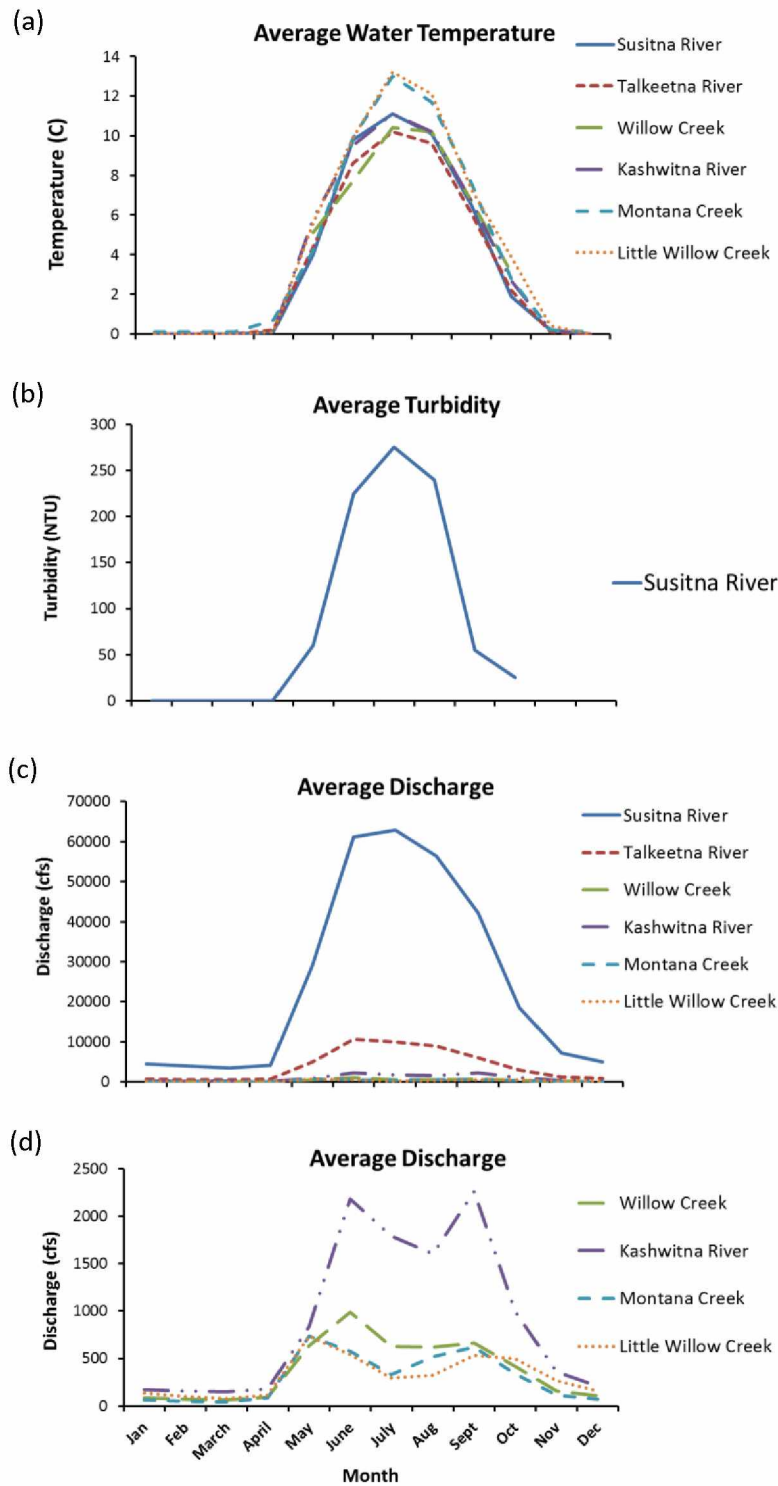 (a)
Average Water Temperature
Temperature (C)
14
12
10
8
6
4
2
0
Susitna River
Talkeetna River
Willow Creek
Kashwitna River
Montana Creek
Little Willow Creek
(b)
Average Turbidity
Turbidity (NTU)
300
250
200
150
100
50
0
Susitna River
(c)
Average Discharge
Discharge (cfs)
70000
60000
50000
40000
30000
20000
10000
0
Susitna River
Talkeetna River
Willow Creek
Kashwitna River
Montana Creek
Little Willow Creek
(d)
Average Discharge
Discharge (cfs)
2500
2000
1500
1000
500
0
Willow Creek
Kashwitna River
Montana Creek
Little Willow Creek
Jan Feb March April May June July Aug Sept Oct Nov Dec
Month